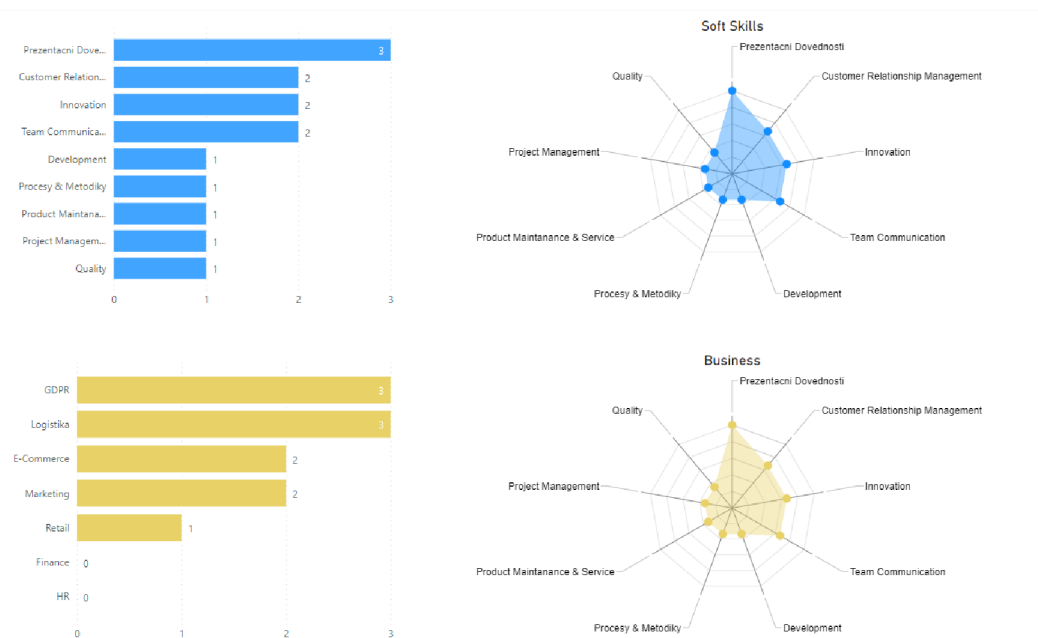 Prezentacni Dove...
3
Customer Relation...
2
Innovation
2
Team Communica...
2
Development
1
Procesy & Metodiky
1
Product Maintana...
1
Project Managem...
1
Quality
1
0 1 2 3
Soft Skills
Prezentacni Dovednosti
Quality
Customer Relationship Management
Project Management
Innovation
Product Maintanance & Service
Team Communication
Procesy & Metodiky
Development
GDPR
3
Logistika
3
E-Commerce
2
Marketing
2
Retail
1
Finance
0
HR
0
0 1 2 3
Business
Prezentacni Dovednosti
Quality
Customer Relationship Management
Project Management
Innovation
Product Maintanance & Service
Team Communication
Procesy & Metodiky
Development